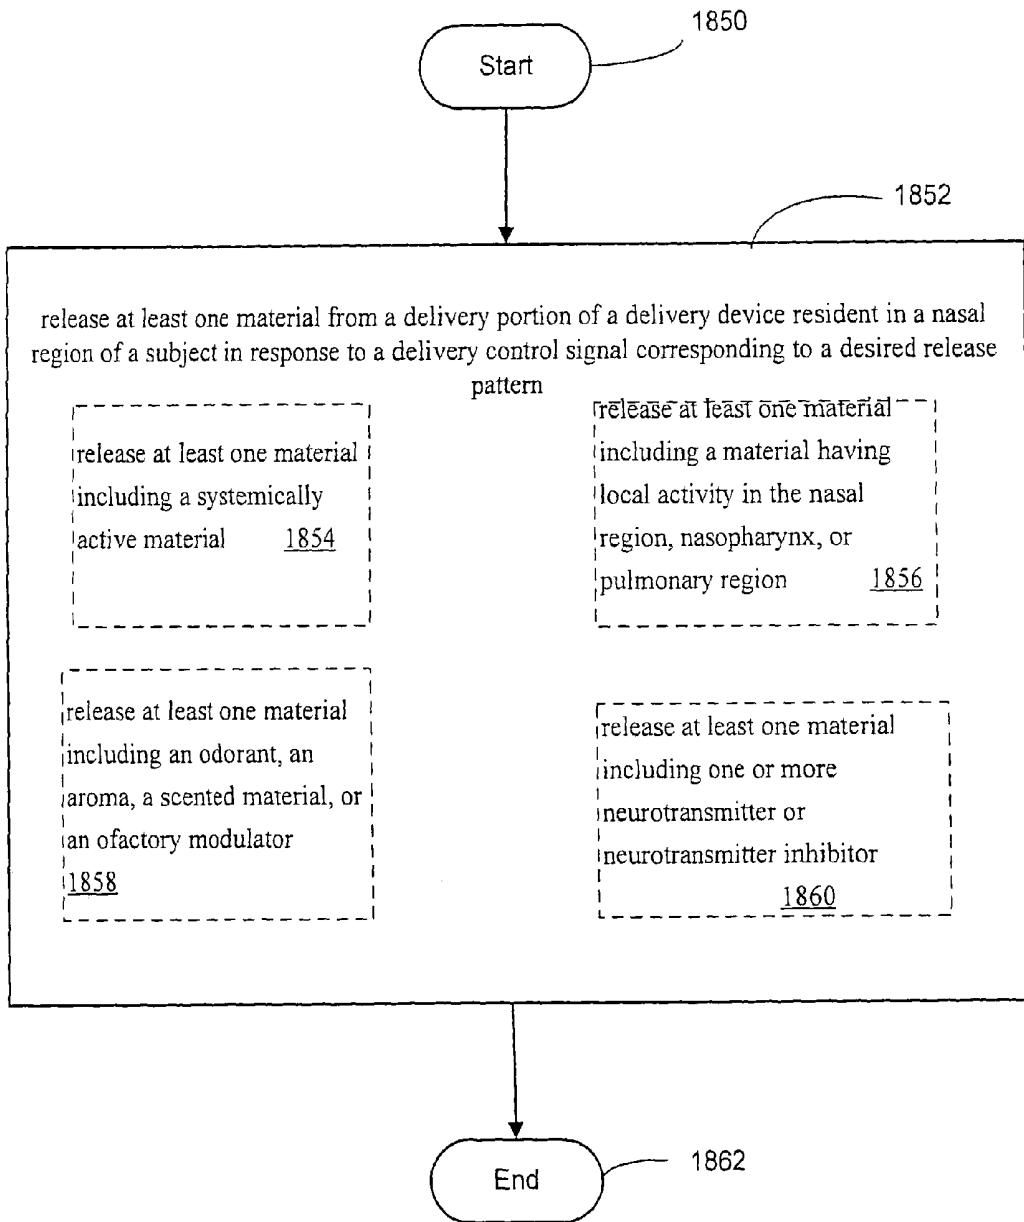 1850
Start
1852
release at least one material from a delivery portion of a delivery device resident in a nasal
region of a subject in response to a delivery control signal corresponding to a desired release
pattern
release at least one material
including a systemically
active material 1854
release at least one material
including a material having
local activity in the nasal
region, nasopharynx, or
pulmonary region 1856
release at least one material
including an odorant, an
aroma, a scented material, or
an ofactory modulator
1858
release at least one material
including one or more
neurotransmitter or
neurotransmitter inhibitor
1860
End
1862